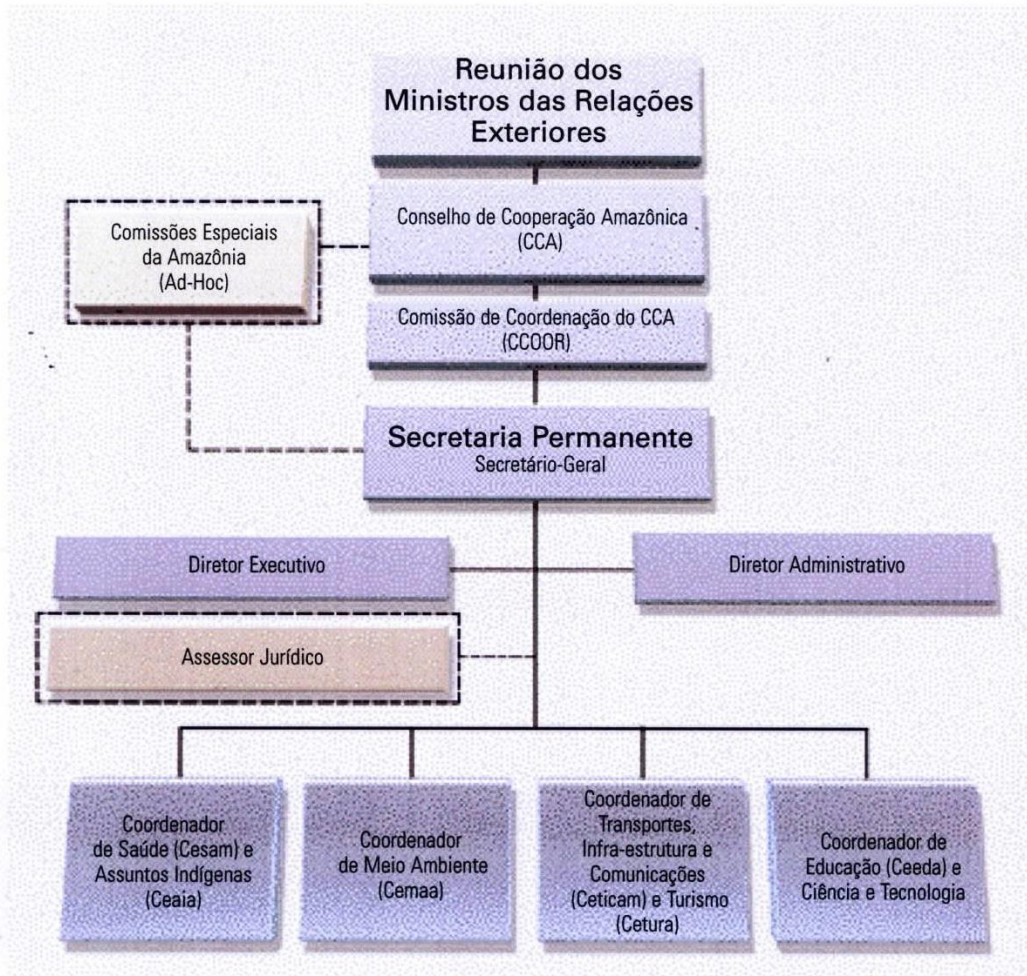 Reunião dos
Ministros das Relações
Exteriores
Conselho de Cooperação Amazônica
(CCA)
Comissões Especiais
da Amazônia
(Ad-Hoc)
Comissão de Coordenação do CCA
(CCOOR)
Secretaria Permanente
Secretário-Geral
Diretor Executivo
Diretor Administrativo
Assessor Jurídico
Coordenador
de Saúde (Cesam) e
Assuntos Indígenas
(Ceaia)
Coordenador
de Meio Ambiente
(Cemaa)
Coordenador de
Transportes,
Infra-estrutura e
Comunicações
(Ceticam) e Turismo
(Cetura)
Coordenador de
Educação (Ceeda) e
Ciência e Tecnologia